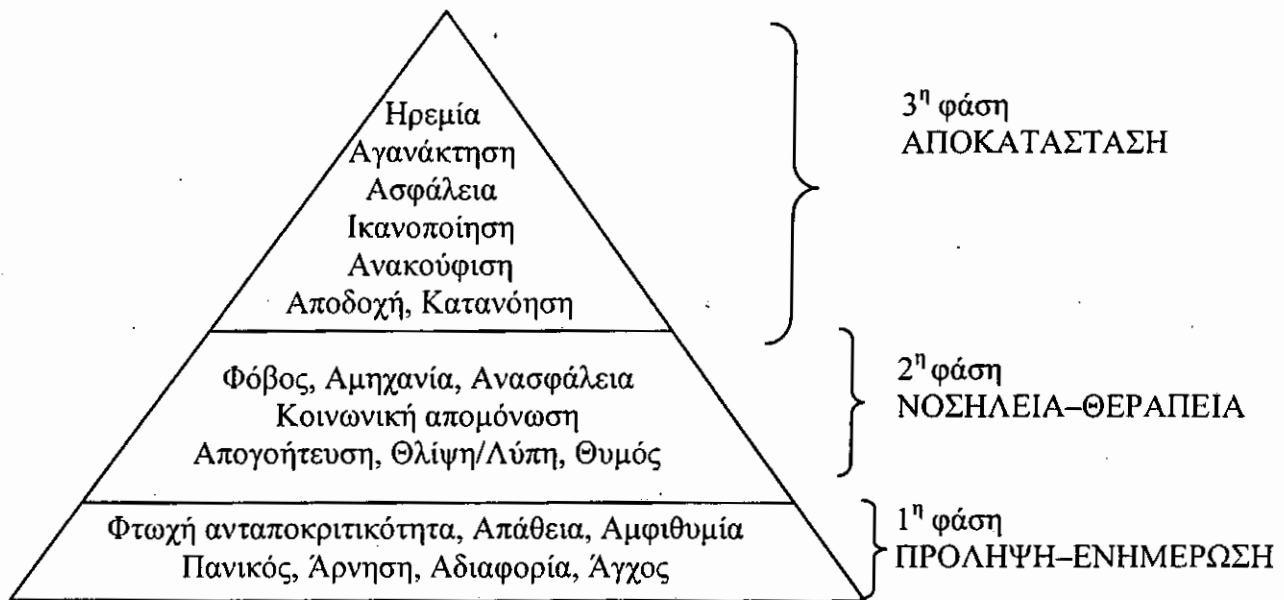 Ηρεμία
Αγανάκτηση
Ασφάλεια
Ικανοποίηση
Ανακούφιση
Αποδοχή, Κατανόηση
3η φάση
ΑΠΟΚΑΤΑΣΤΑΣΗ
Φόβος, Αμηχανία, Ανασφάλεια
Κοινωνική απομόνωση
Απογοήτευση, Θλίψη/Λύπη, Θυμός
2η φάση
ΝΟΣΗΛΕΙΑ–ΘΕΡΑΠΕΙΑ
Φτωχή ανταποκριτικότητα, Απάθεια, Αμφιθυμία
Πανικός, Άρνηση, Αδιαφορία, Άγχος
1η φάση
ΠΡΟΛΗΨΗ–ΕΝΗΜΕΡΩΣΗ